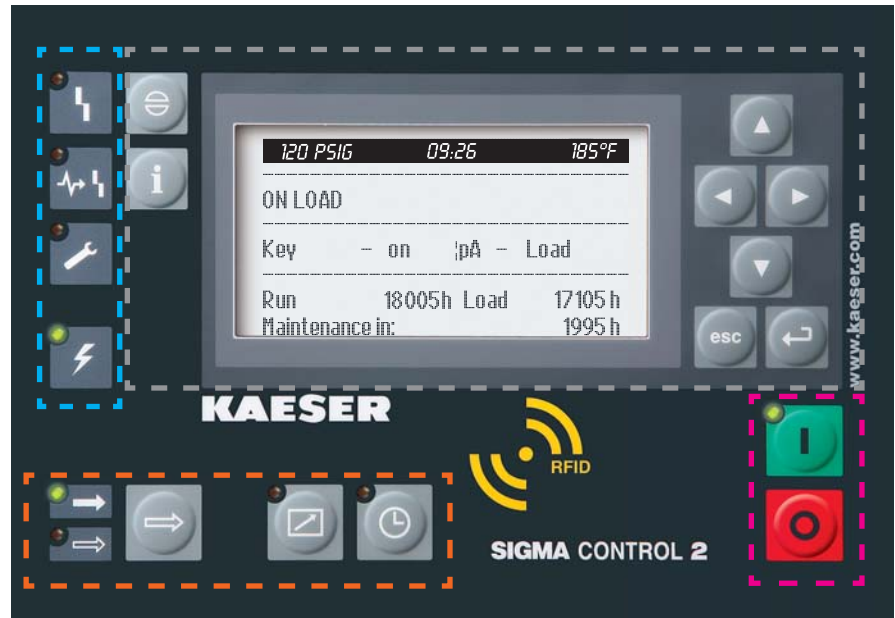 120 PSIG 09:26 185°F
ON LOAD
Key - on ¦pA - Load
Run 18005h Load 17105 h
Maintenance in: 1995 h
i
esc
www.kaeser.com
KAESER
RFID
SIGMA CONTROL 2